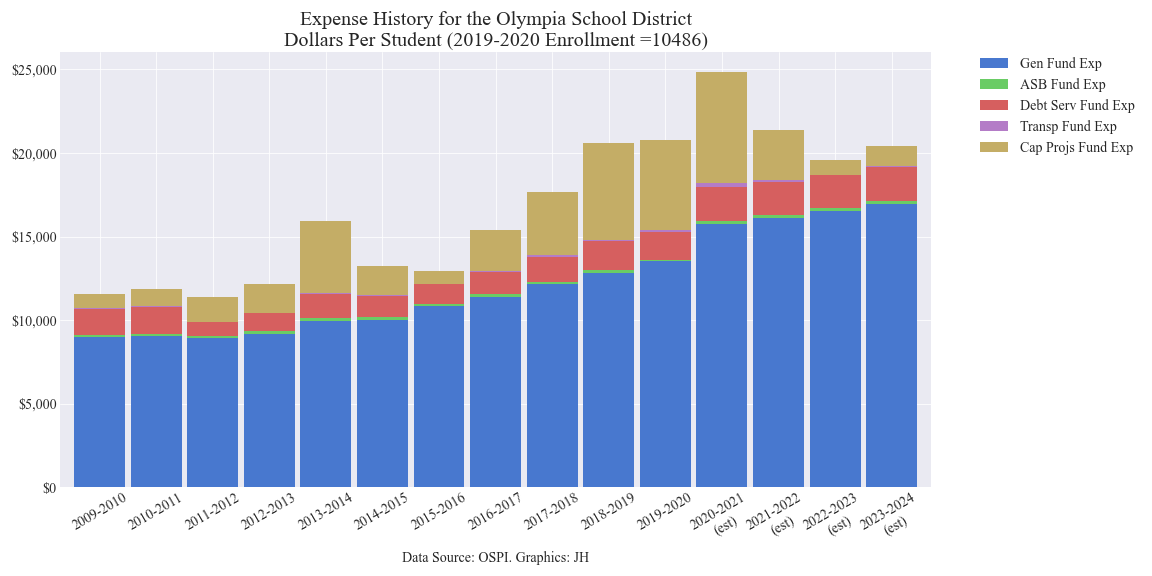 Expense History for the Olympia School District
Dollars Per Student (2019-2020 Enrollment =10486)
$25,000
$20,000
$15,000
$10,000
$5,000
$0
2009-2010
2010-2011
2011-2012
2012-2013
2013-2014
2014-2015
2015-2016
2016-2017
2017-2018
2018-2019
2019-2020
2020-2021
(est)
2021-2022
(est)
2022-2023
(est)
2023-2024
(est)
Data Source: OSPI. Graphics: JH
Gen Fund Exp
ASB Fund Exp
Debt Serv Fund Exp
Transp Fund Exp
Cap Projs Fund Exp